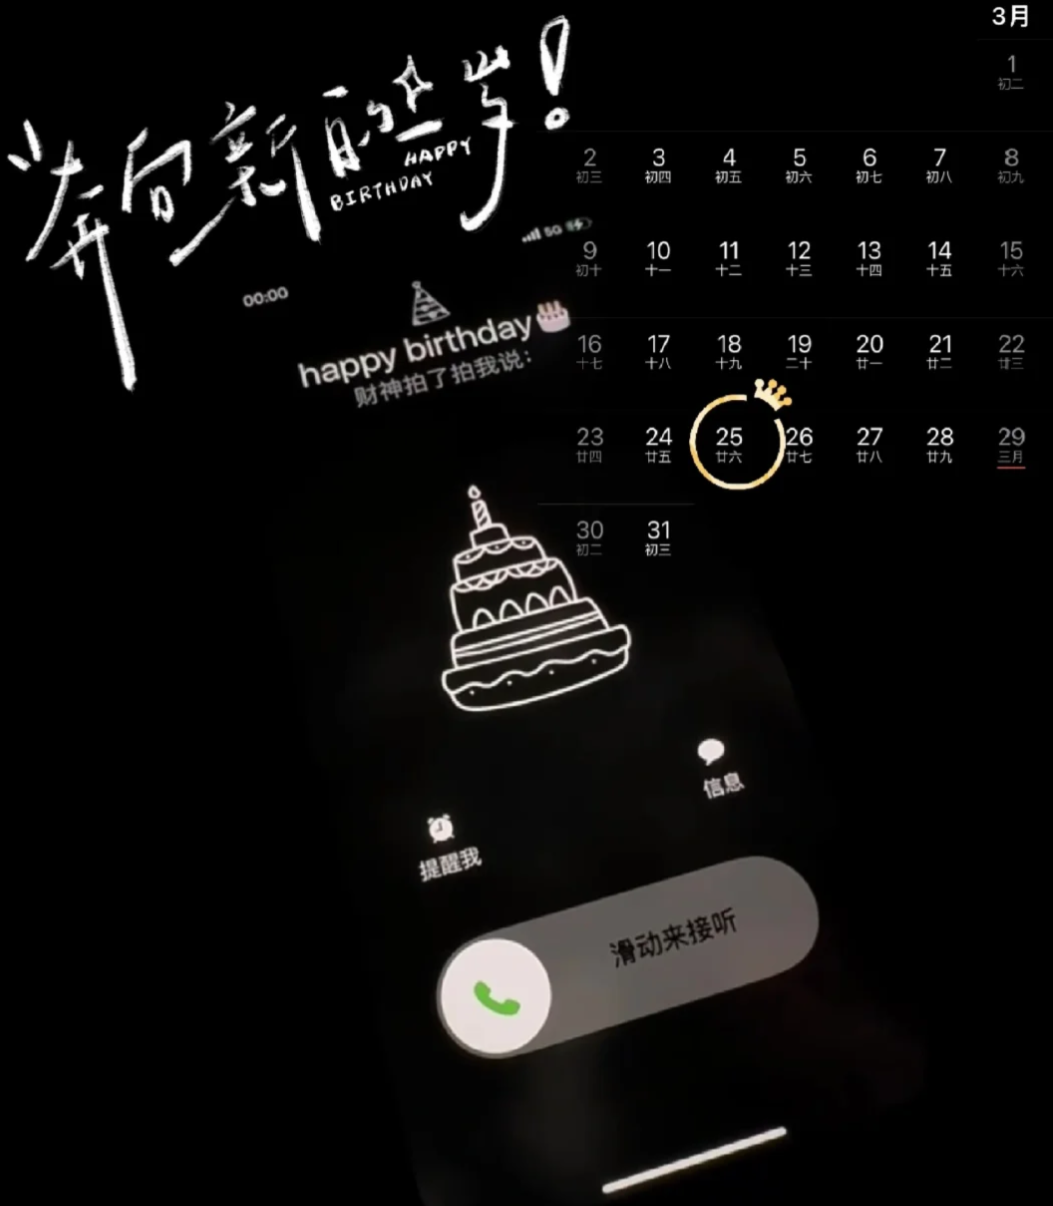 奔向新的一岁!
HAPPY
BIRTHDAY
5G
00:00
happy birthday🎂
财神拍了拍我说:
3月
1
初二
2 3 4 5 6 7 8
初三 初四 初五 初六 初七 初八 初九
9 10 11 12 13 14 15
初十 十一 十二 十三 十四 十五 十六
16 17 18 19 20 21 22
十七 十八 十九 二十 廿一 廿二 廿三
23 24 25 26 27 28 29
廿四 廿五 廿六 廿七 廿八 廿九 三月
30 31
初二 初三
信息
提醒我
滑动来接听